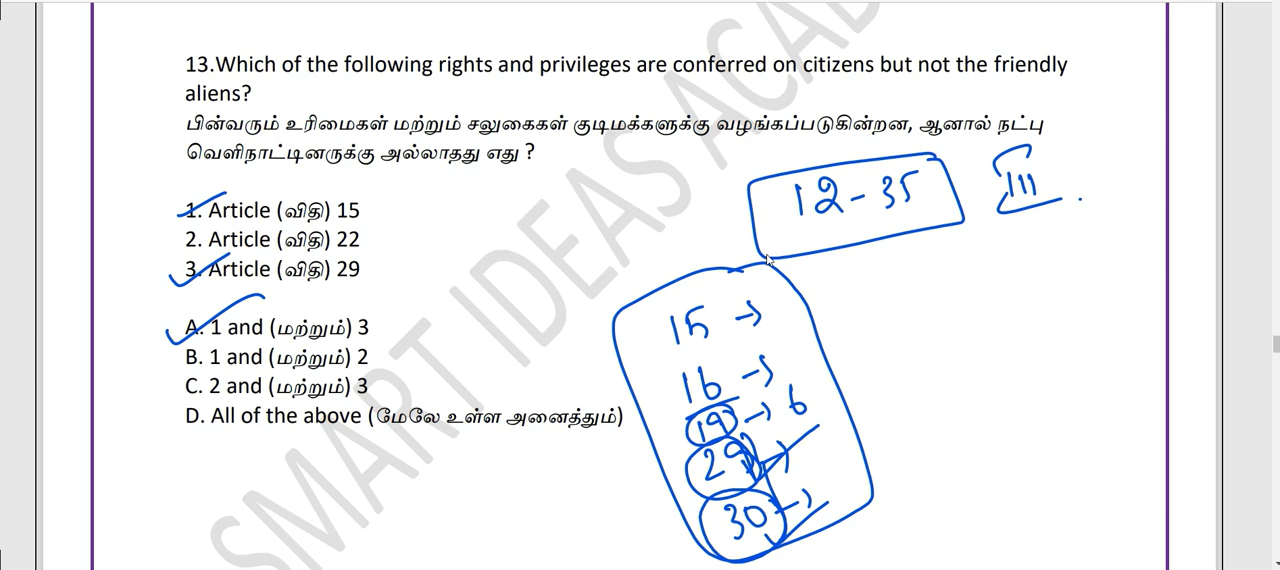 13.Which of the following rights and privileges are conferred on citizens but not the friendly
aliens?
பின்வரும் உரிமைகள் மற்றும் சலுகைகள் குடிமக்களுக்கு வழங்கப்படுகின்றன, ஆனால் நட்பு
வெளிநாட்டினருக்கு அல்லாதது எது ?
12-35 III.
1. Article (விதி) 15
2. Article (விதி) 22
3. Article (விதி) 29
A. 1 and (மற்றும்) 3
B. 1 and (மற்றும்) 2
C. 2 and (மற்றும்) 3
D. All of the above (மேலே உள்ள அனைத்தும்)
15 →
16 →
19 → 6
29 →
30 →
SMART IDEAS ACAD